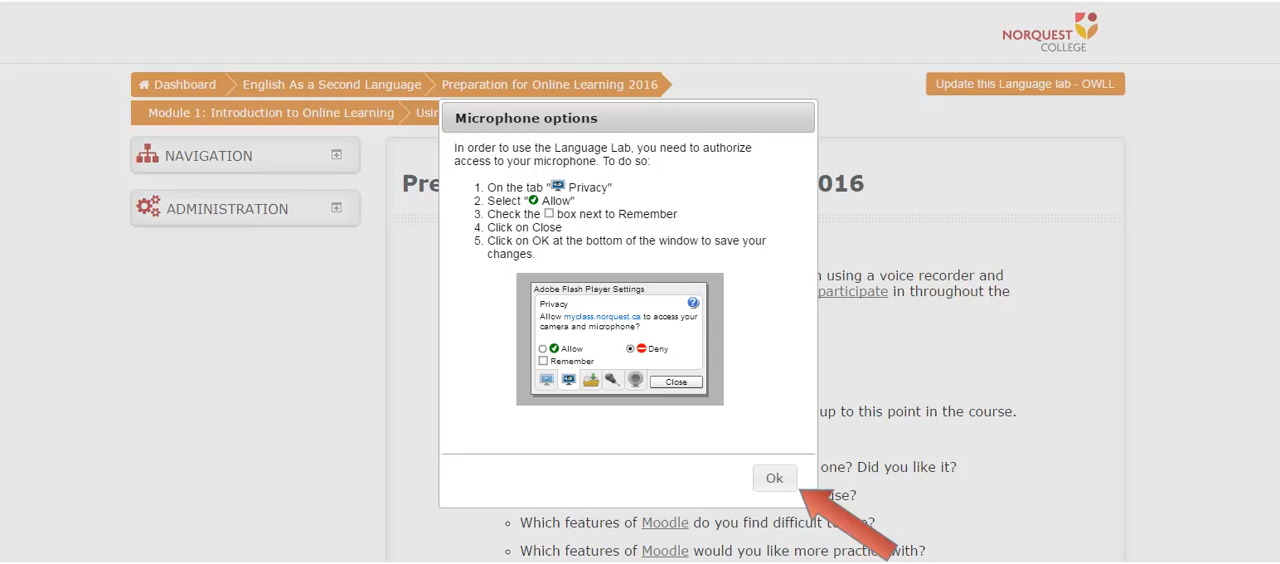 NORQUEST
COLLEGE
Dashboard English As a Second Language Preparation for Online Learning 2016
Update this Language lab - OWLL
Module 1: Introduction to Online Learning
NAVIGATION
ADMINISTRATION
Microphone options
In order to use the Language Lab, you need to authorize
access to your microphone. To do so:
1. On the tab " Privacy"
2. Select " Allow"
3. Check the box next to Remember
4. Click on Close
5. Click on OK at the bottom of the window to save your
changes.
Adobe Flash Player Settings
Privacy
Allow myclass.norquest.ca to access your
camera and microphone?
Allow Deny
Remember
Close
Ok
2016
using a voice recorder and
participate in throughout the
up to this point in the course.
one? Did you like it?
Which features of Moodle do you find difficult
Which features of Moodle would you like more practice with?